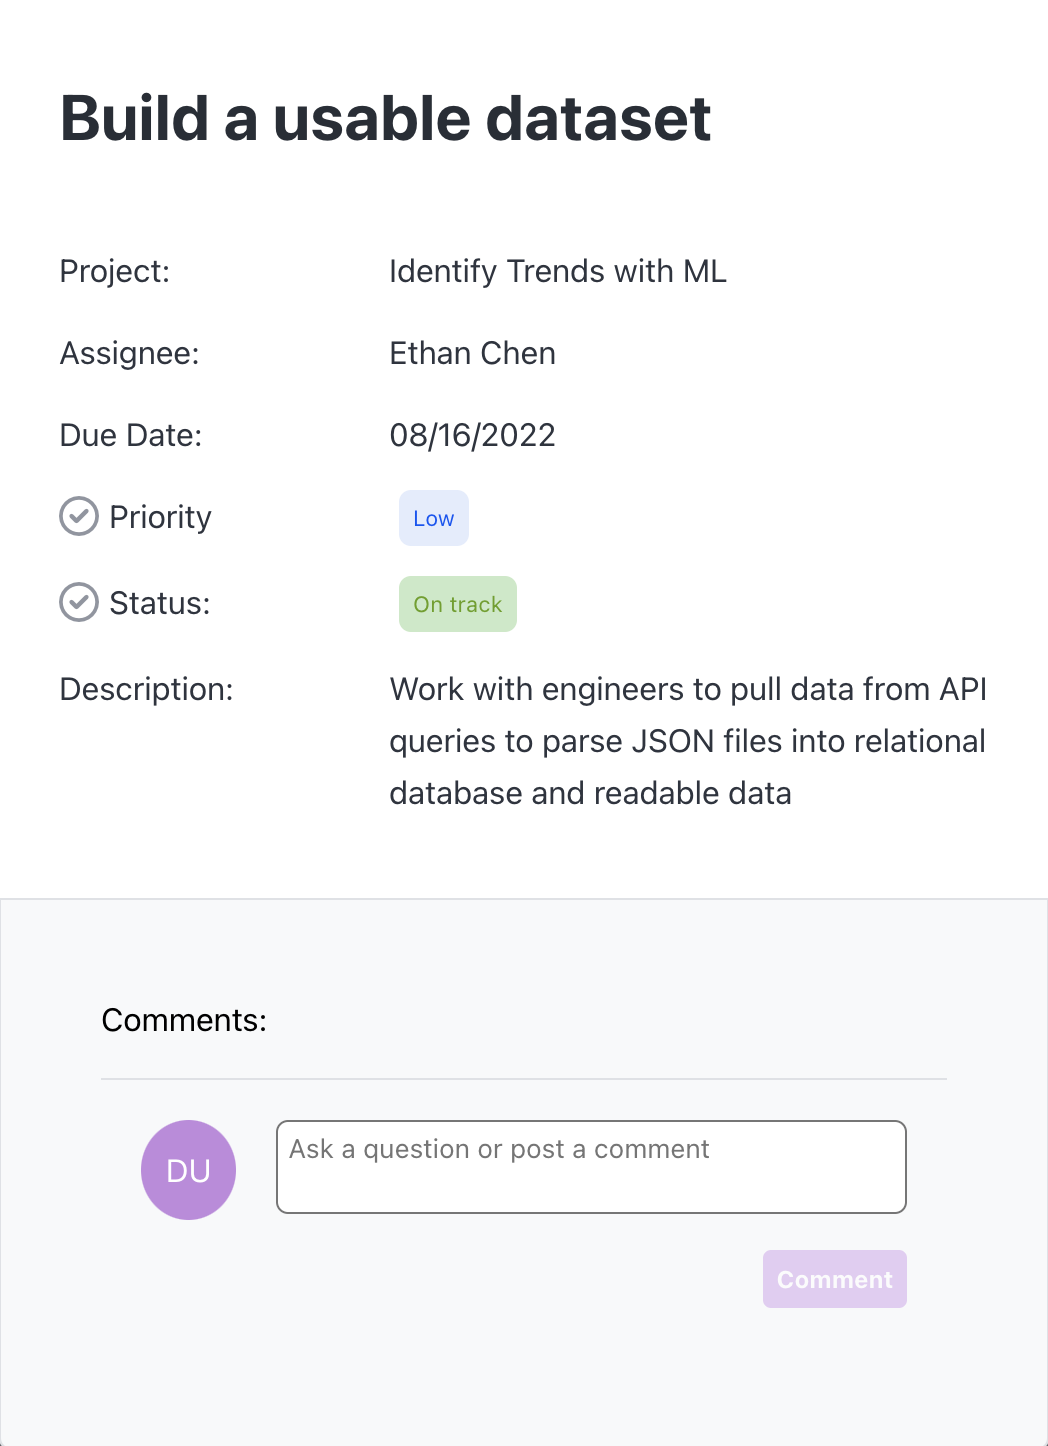 Build a usable dataset
Project: Identify Trends with ML
Assignee: Ethan Chen
Due Date: 08/16/2022
Priority Low
Status: On track
Description: Work with engineers to pull data from API
queries to parse JSON files into relational
database and readable data
Comments:
DU Ask a question or post a comment
Comment